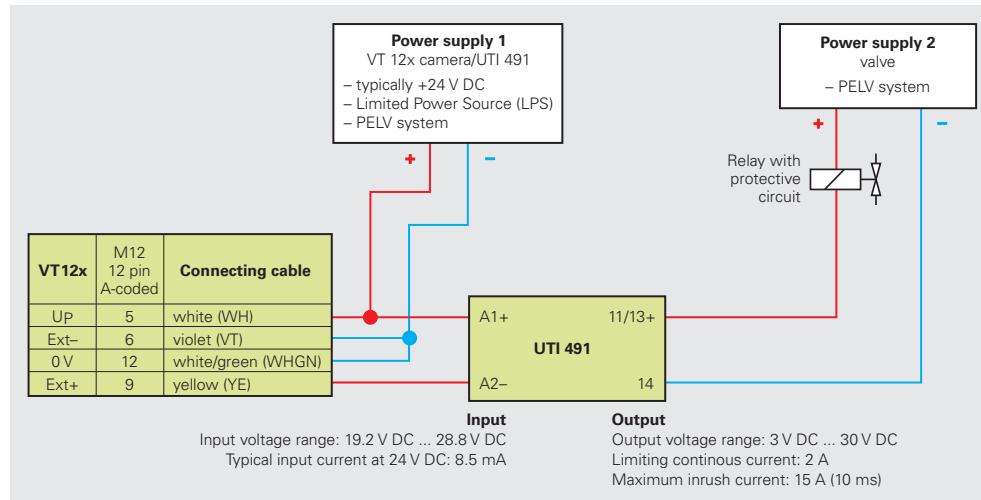 Power supply 1
VT 12x camera/UTI 491
– typically +24 V DC
– Limited Power Source (LPS)
– PELV system
Power supply 2
valve
– PELV system
+
–
+
–
Relay with
protective
circuit
VT12x
M12
12 pin
A-coded
Connecting cable
UP 5 white (WH)
Ext– 6 violet (VT)
0 V 12 white/green (WHGN)
Ext+ 9 yellow (YE)
A1+ 11/13+
UTI 491
A2– 14
Input
Input voltage range: 19.2 V DC ... 28.8 V DC
Typical input current at 24 V DC: 8.5 mA
Output
Output voltage range: 3 V DC ... 30 V DC
Limiting continous current: 2 A
Maximum inrush current: 15 A (10 ms)